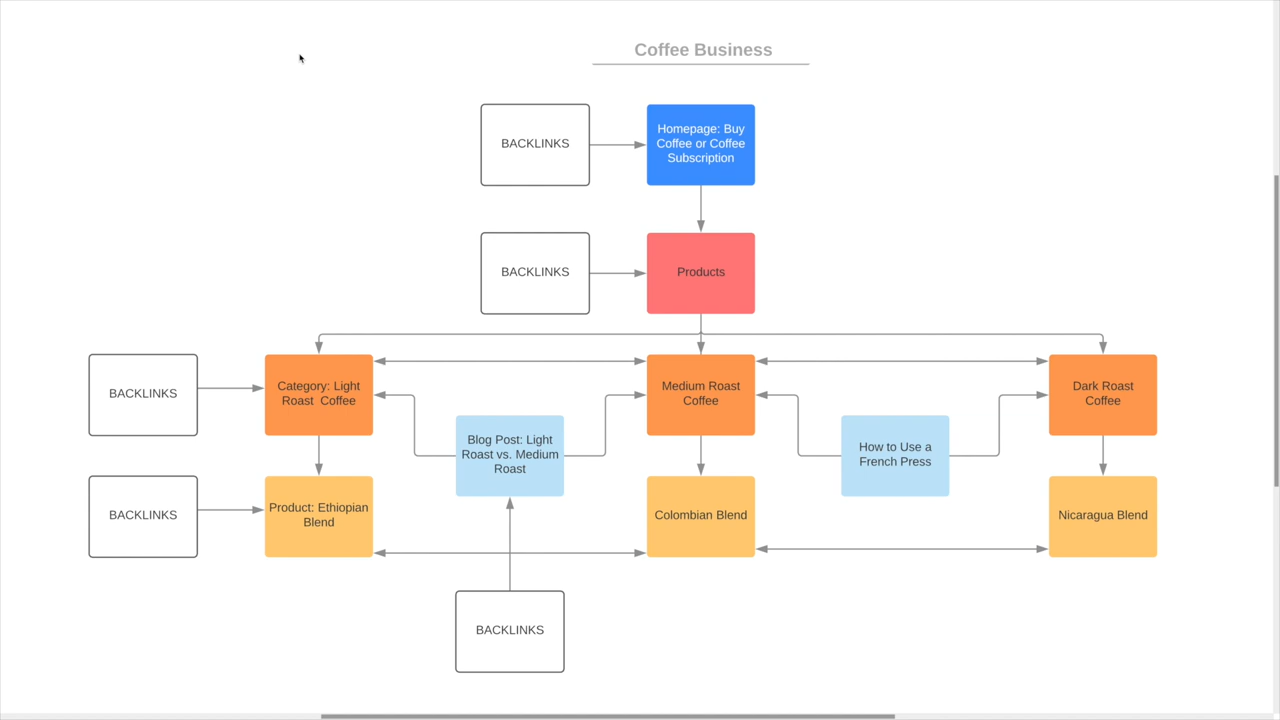 Coffee Business
BACKLINKS
Homepage: Buy
Coffee or Coffee
Subscription
BACKLINKS
Products
BACKLINKS
Category: Light
Roast Coffee
Medium Roast
Coffee
Dark Roast
Coffee
Blog Post: Light
Roast vs. Medium
Roast
How to Use a
French Press
BACKLINKS
Product: Ethiopian
Blend
Colombian Blend
Nicaragua Blend
BACKLINKS